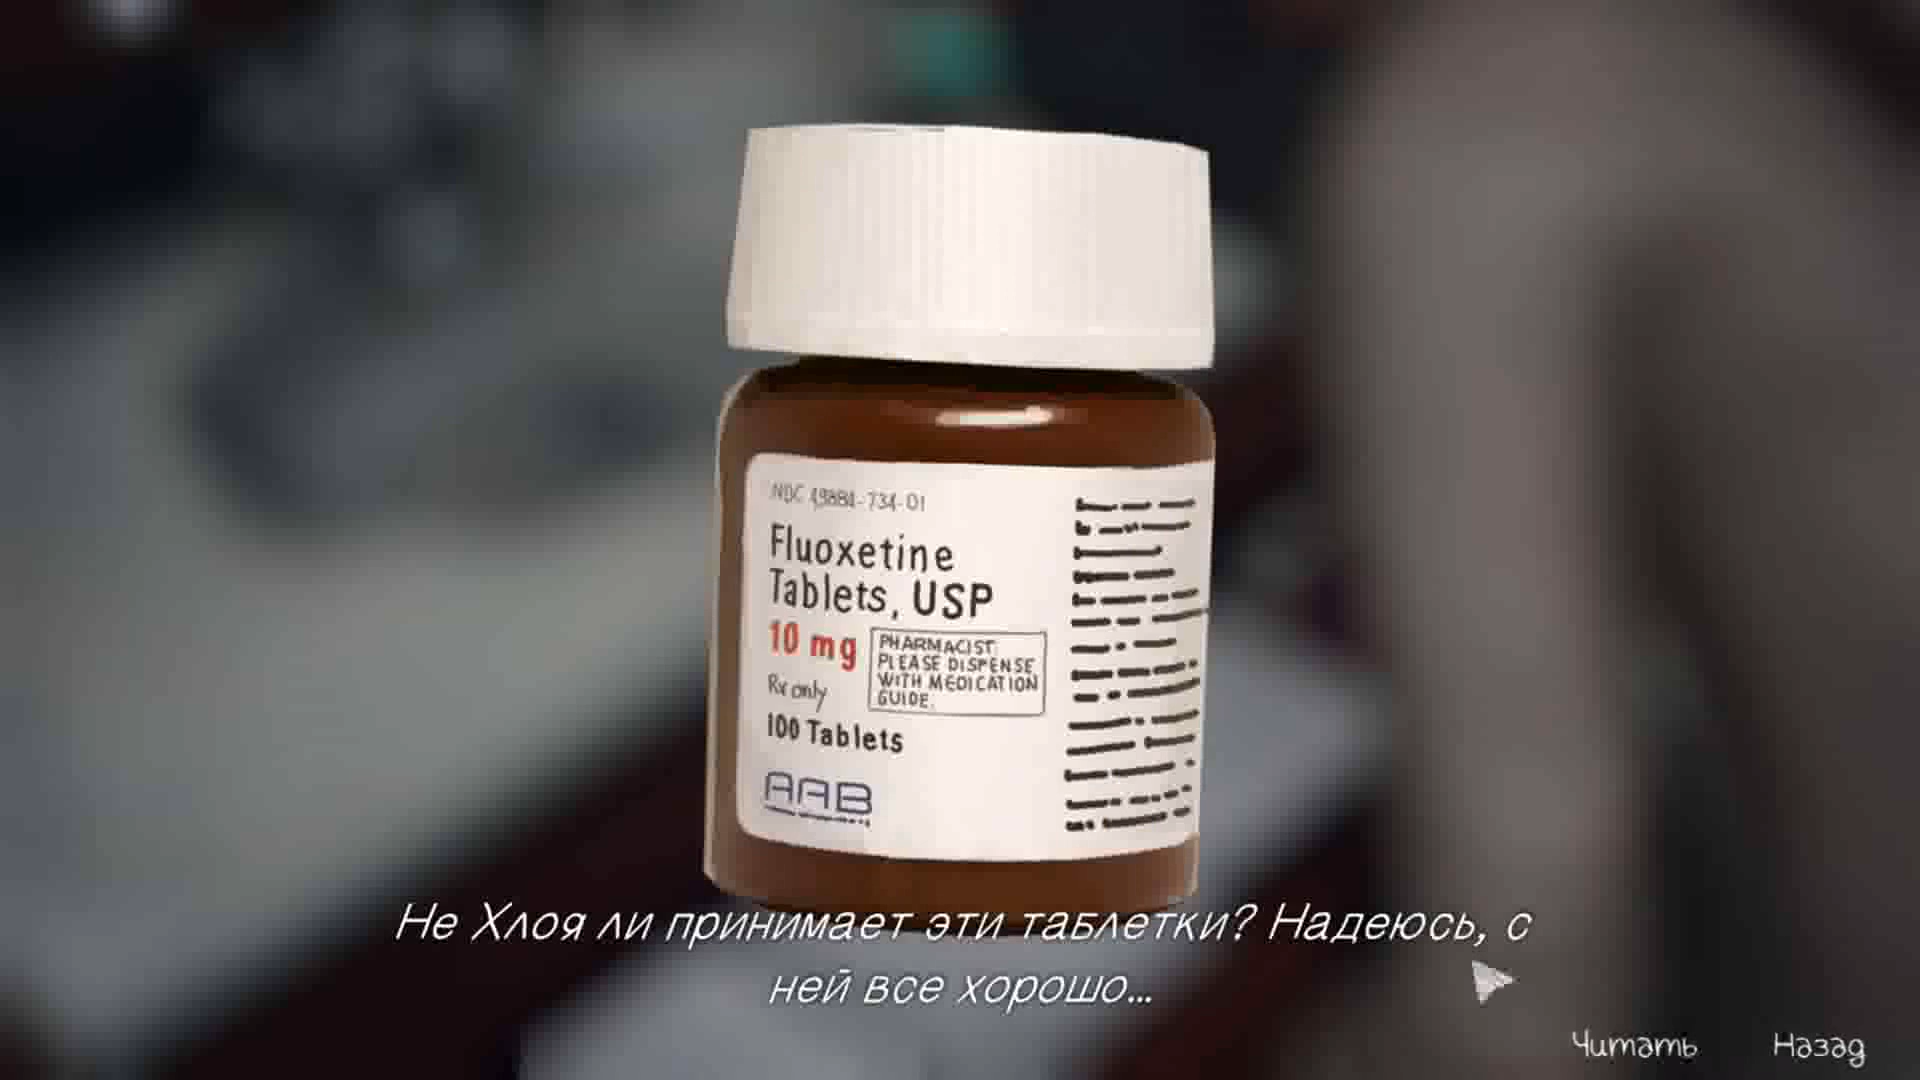 NDC 49884-734-01
Fluoxetine
Tablets, USP
10 mg
PHARMACIST:
PLEASE DISPENSE
WITH MEDICATION
GUIDE.
Rx only
100 Tablets
AAB
Не Хлоя ли принимает эти таблетки? Надеюсь, с
ней все хорошо...
Читать
Назад